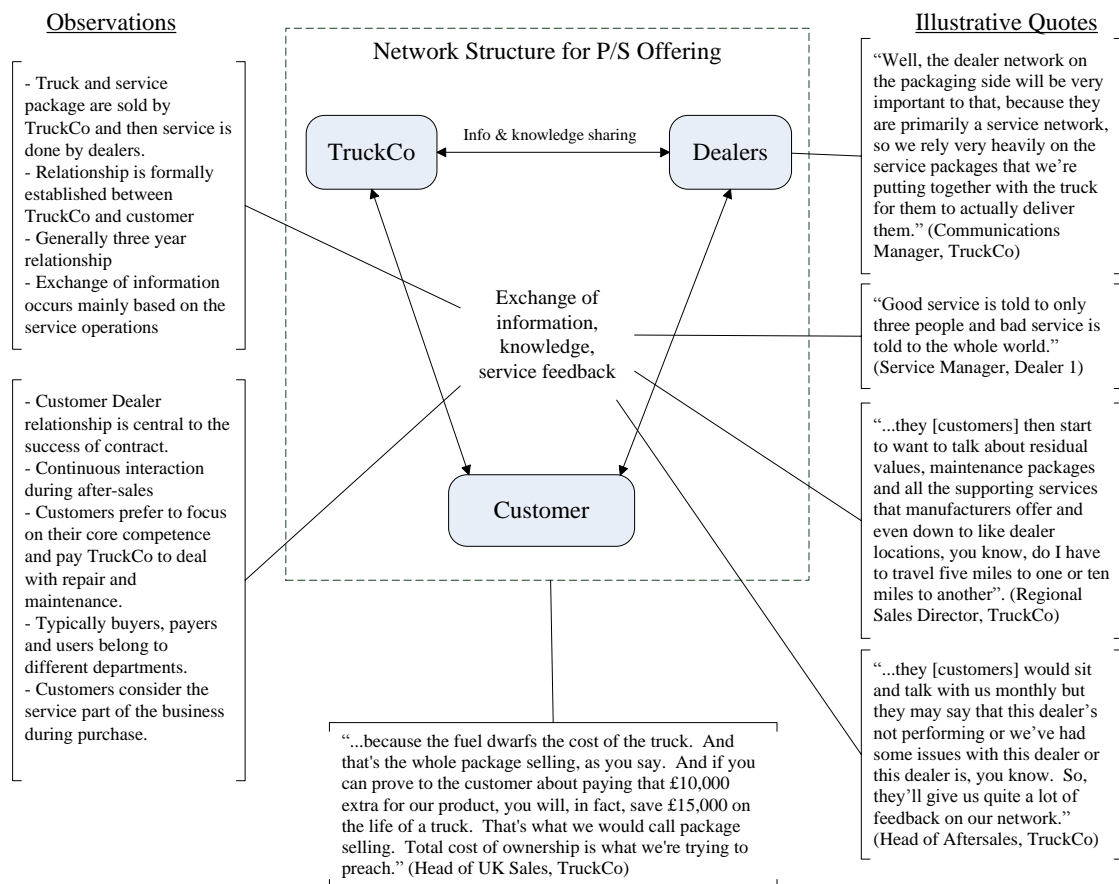 Observations
- Truck and service
package are sold by
TruckCo and then service is
done by dealers.
- Relationship is formally
established between
TruckCo and customer
- Generally three year
relationship
- Exchange of information
occurs mainly based on the
service operations
- Customer Dealer
relationship is central to the
success of contract.
- Continuous interaction
during after-sales
- Customers prefer to focus
on their core competence
and pay TruckCo to deal
with repair and
maintenance.
- Typically buyers, payers
and users belong to
different departments.
- Customers consider the
service part of the business
during purchase.
Network Structure for P/S Offering
TruckCo
Info & knowledge sharing
Dealers
Exchange of
information,
knowledge,
service feedback
Customer
“...because the fuel dwarfs the cost of the truck. And
that's the whole package selling, as you say. And if you
can prove to the customer about paying that £10,000
extra for our product, you will, in fact, save £15,000 on
the life of a truck. That's what we would call package
selling. Total cost of ownership is what we're trying to
preach.” (Head of UK Sales, TruckCo)
Illustrative Quotes
“Well, the dealer network on
the packaging side will be very
important to that, because they
are primarily a service network,
so we rely very heavily on the
service packages that we’re
putting together with the truck
for them to actually deliver
them.” (Communications
Manager, TruckCo)
“Good service is told to only
three people and bad service is
told to the whole world.”
(Service Manager, Dealer 1)
“...they [customers] then start
to want to talk about residual
values, maintenance packages
and all the supporting services
that manufacturers offer and
even down to like dealer
locations, you know, do I have
to travel five miles to one or ten
miles to another”. (Regional
Sales Director, TruckCo)
“...they [customers] would sit
and talk with us monthly but
they may say that this dealer’s
not performing or we’ve had
some issues with this dealer or
this dealer is, you know. So,
they’ll give us quite a lot of
feedback on our network.”
(Head of Aftersales, TruckCo)